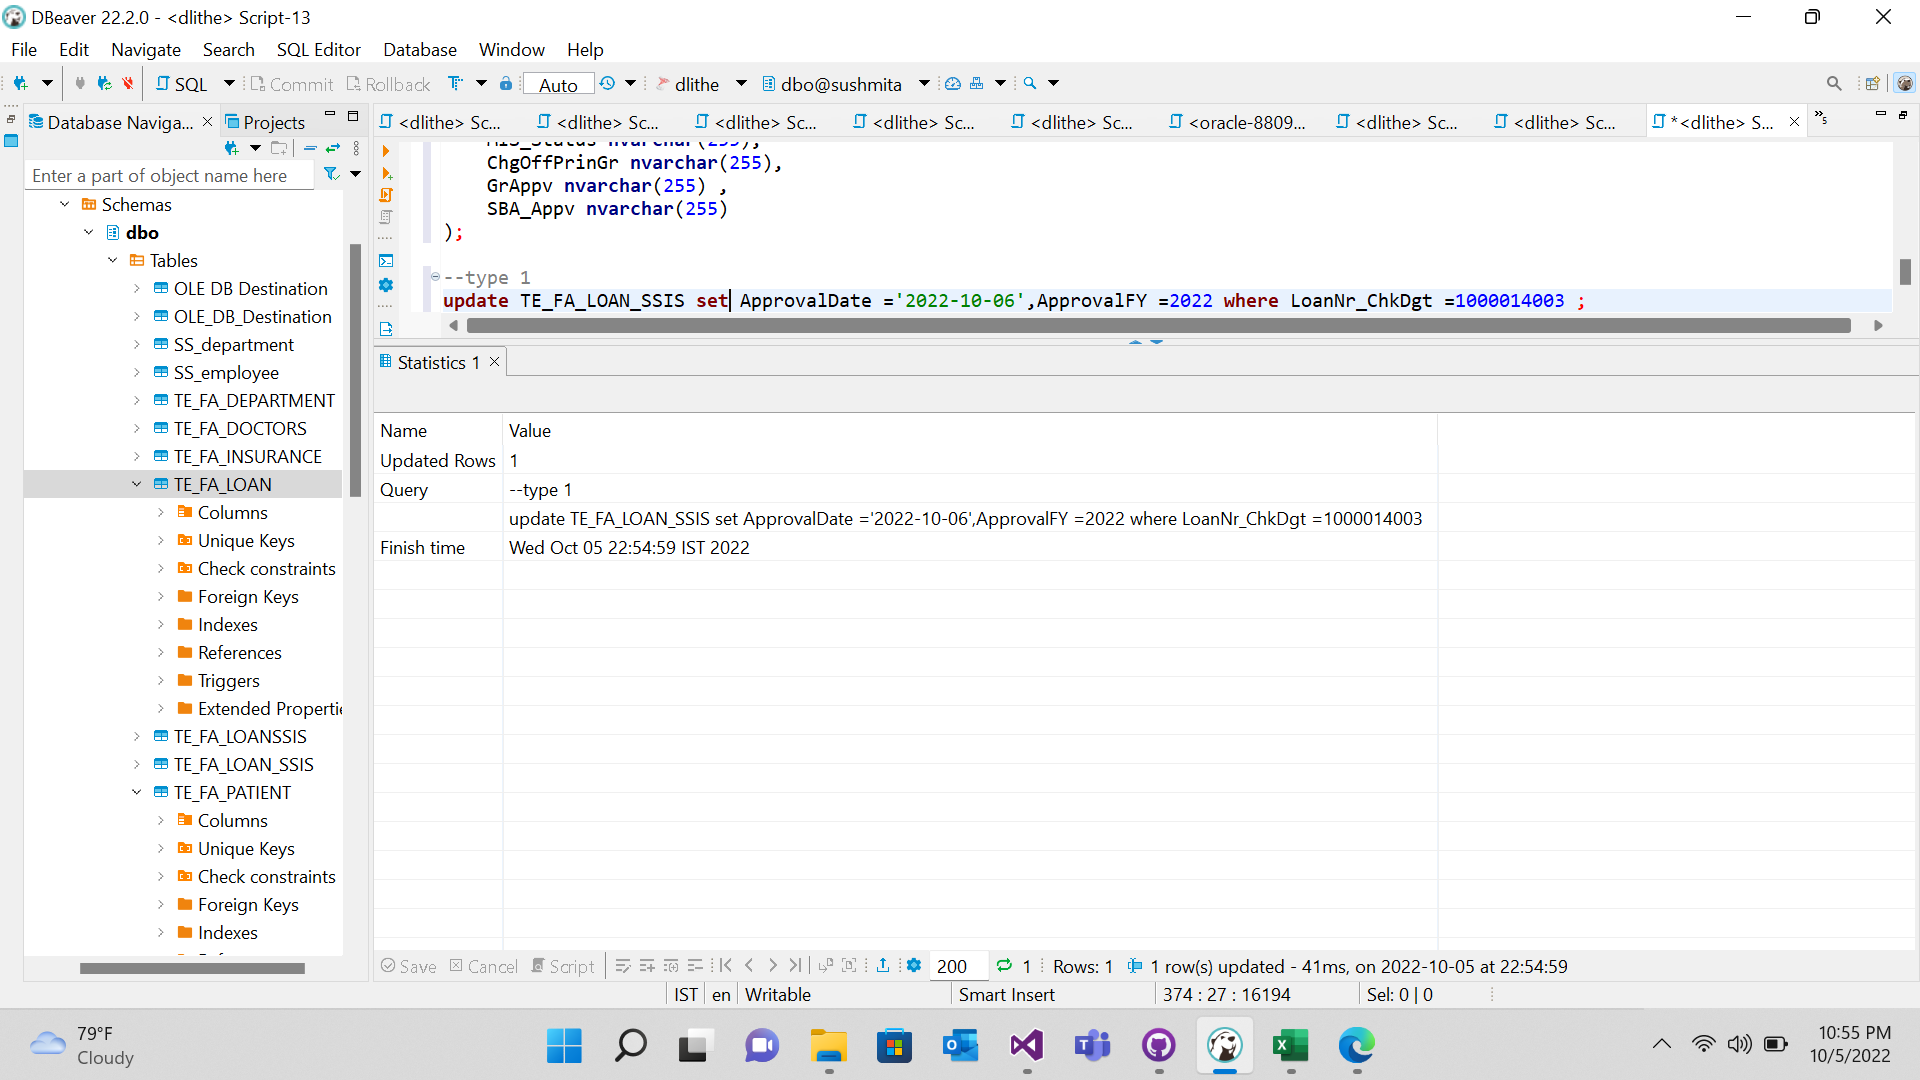 DBeaver 22.2.0 - <dlithe> Script-13
File Edit Navigate Search SQL Editor Database Window Help
SQL Commit Rollback Auto dlithe dbo@sushmita
Database Naviga... Projects
<dlithe> Sc... <dlithe> Sc... <dlithe> Sc... <dlithe> Sc... <dlithe> Sc... <oracle-8809... <dlithe> Sc... <dlithe> Sc... *<dlithe> S... »5
Enter a part of object name here
Schemas
dbo
Tables
OLE DB Destination
OLE_DB_Destination
SS_department
SS_employee
TE_FA_DEPARTMENT
TE_FA_DOCTORS
TE_FA_INSURANCE
TE_FA_LOAN
Columns
Unique Keys
Check constraints
Foreign Keys
Indexes
References
Triggers
Extended Properti
TE_FA_LOANSSIS
TE_FA_LOAN_SSIS
TE_FA_PATIENT
Columns
Unique Keys
Check constraints
Foreign Keys
Indexes
MIS_Status nvarchar(255),
ChgOffPrinGr nvarchar(255),
GrAppv nvarchar(255) ,
SBA_Appv nvarchar(255)
);
--type 1
update TE_FA_LOAN_SSIS set ApprovalDate ='2022-10-06',ApprovalFY =2022 where LoanNr_ChkDgt =1000014003 ;
Statistics 1
Name Value
Updated Rows 1
Query --type 1
update TE_FA_LOAN_SSIS set ApprovalDate ='2022-10-06',ApprovalFY =2022 where LoanNr_ChkDgt =1000014003
Finish time Wed Oct 05 22:54:59 IST 2022
Save Cancel Script 200 1 Rows: 1 1 row(s) updated - 41ms, on 2022-10-05 at 22:54:59
IST en Writable Smart Insert 374 : 27 : 16194 Sel: 0 | 0
79°F
Cloudy
10:55 PM
10/5/2022